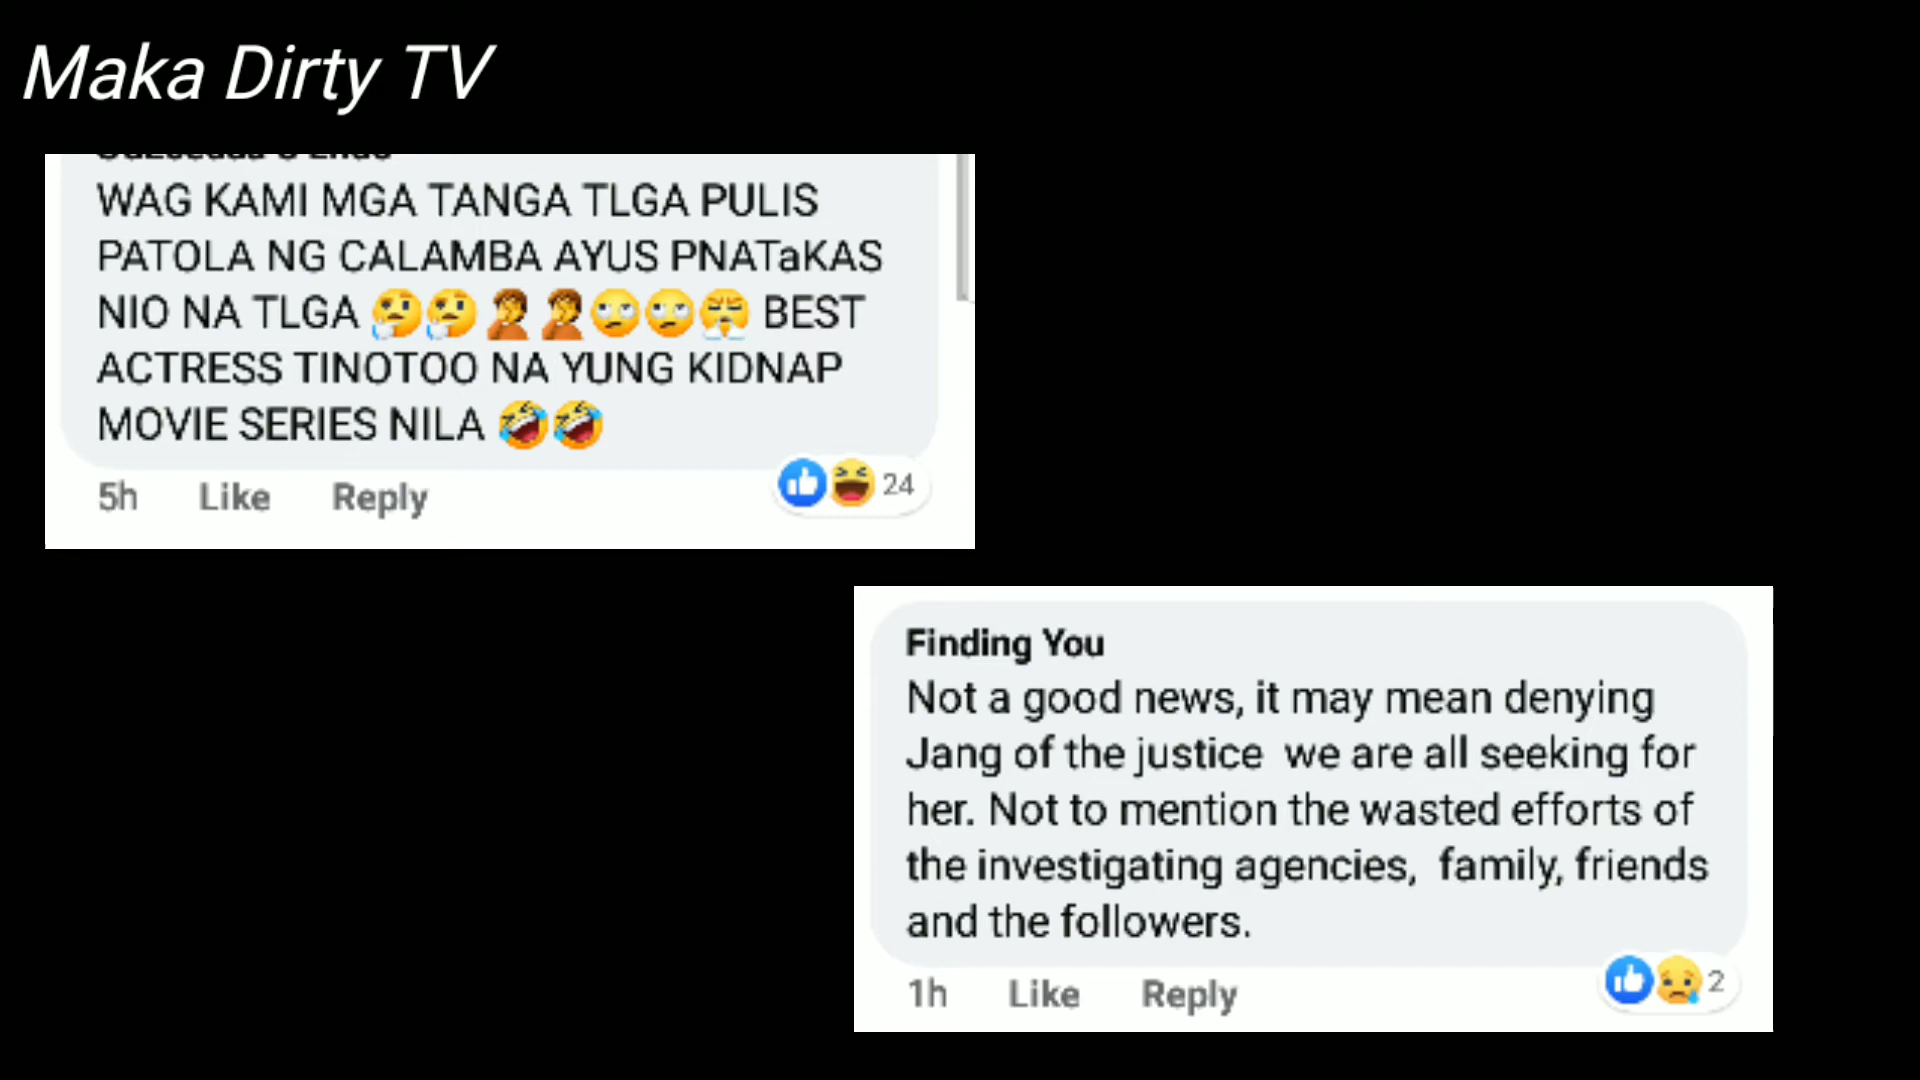 Maka Dirty TV
WAG KAMI MGA TANGA TLGA PULIS
PATOLA NG CALAMBA AYUS PNATaKAS
NIO NA TLGA 🤔🤔🤦🤦🙄🙄😤 BEST
ACTRESS TINOTOO NA YUNG KIDNAP
MOVIE SERIES NILA 🤣🤣
5h Like Reply 24
Finding You
Not a good news, it may mean denying
Jang of the justice we are all seeking for
her. Not to mention the wasted efforts of
the investigating agencies, family, friends
and the followers.
1h Like Reply 2